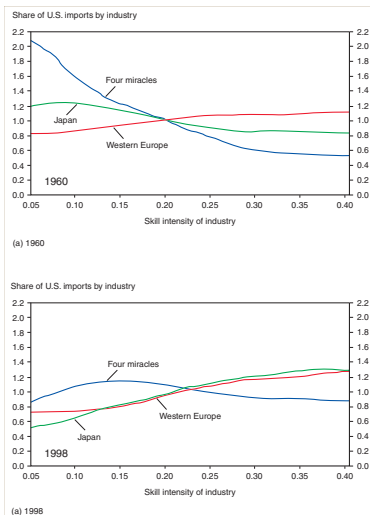 Share of U.S. imports by industry
2.2 2.2
2.0 2.0
1.8 1.8
1.6 Four miracles 1.6
1.4 1.4
1.2 1.2
1.0 Japan 1.0
0.8 Western Europe 0.8
0.6 0.6
0.4 0.4
0.2 1960 0.2
0.0 0.0
0.05 0.10 0.15 0.20 0.25 0.30 0.35 0.40
Skill intensity of industry
(a) 1960
Share of U.S. imports by industry
2.2 2.2
2.0 2.0
1.8 1.8
1.6 1.6
1.4 Four miracles 1.4
1.2 1.2
1.0 1.0
0.8 0.8
0.6 Western Europe 0.6
0.4 Japan 0.4
0.2 1998 0.2
0.0 0.0
0.05 0.10 0.15 0.20 0.25 0.30 0.35 0.40
Skill intensity of industry
(a) 1998